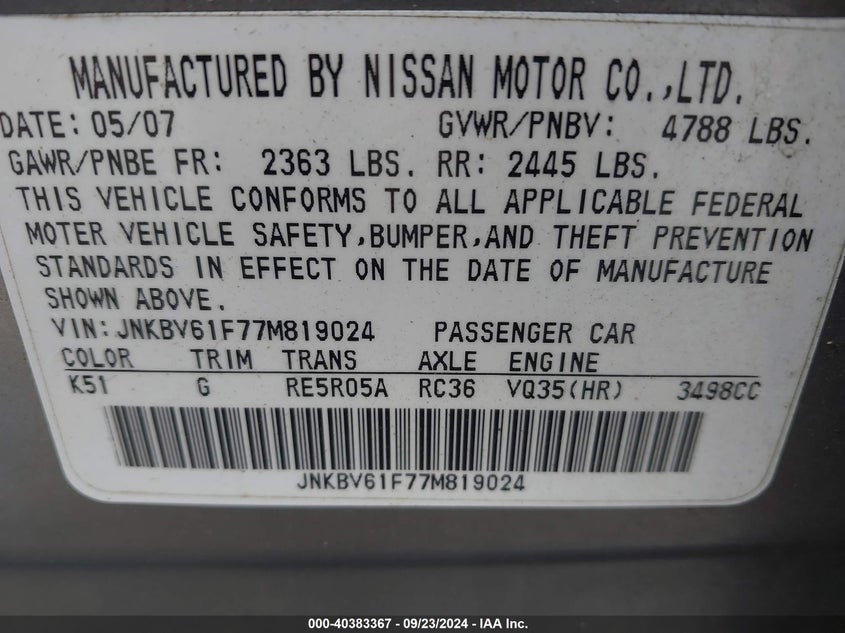 MANUFACTURED BY NISSAN MOTOR CO.,LTD.
DATE: 05/07 GVWR/PNBV: 4788 LBS.
GAWR/PNBE FR: 2363 LBS. RR: 2445 LBS.
THIS VEHICLE CONFORMS TO ALL APPLICABLE FEDERAL
MOTER VEHICLE SAFETY,BUMPER,AND THEFT PREVENTION
STANDARDS IN EFFECT ON THE DATE OF MANUFACTURE
SHOWN ABOVE.
VIN: JNKBV61F77M819024 PASSENGER CAR
COLOR TRIM TRANS AXLE ENGINE
K51 G RE5R05A RC36 VQ35(HR) 3498CC
JNKBV61F77M819024
000-40383367 - 09/23/2024 - IAA Inc.